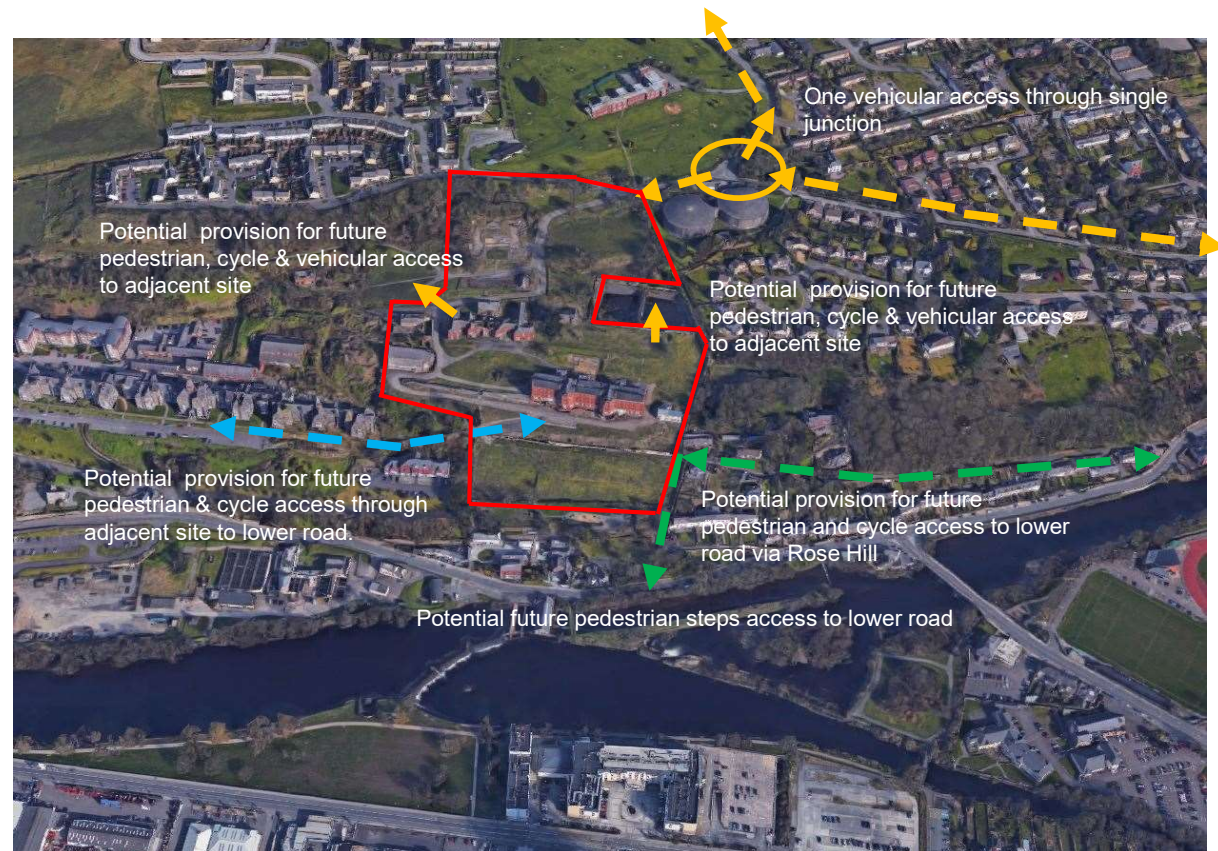 One vehicular access through single
junction
Potential  provision for future
pedestrian, cycle & vehicular access
to adjacent site
Potential  provision for future
pedestrian, cycle & vehicular access
to adjacent site
Potential  provision for future
pedestrian & cycle access through
adjacent site to lower road.
Potential provision for future
pedestrian and cycle access to lower
road via Rose Hill
Potential future pedestrian steps access to lower road